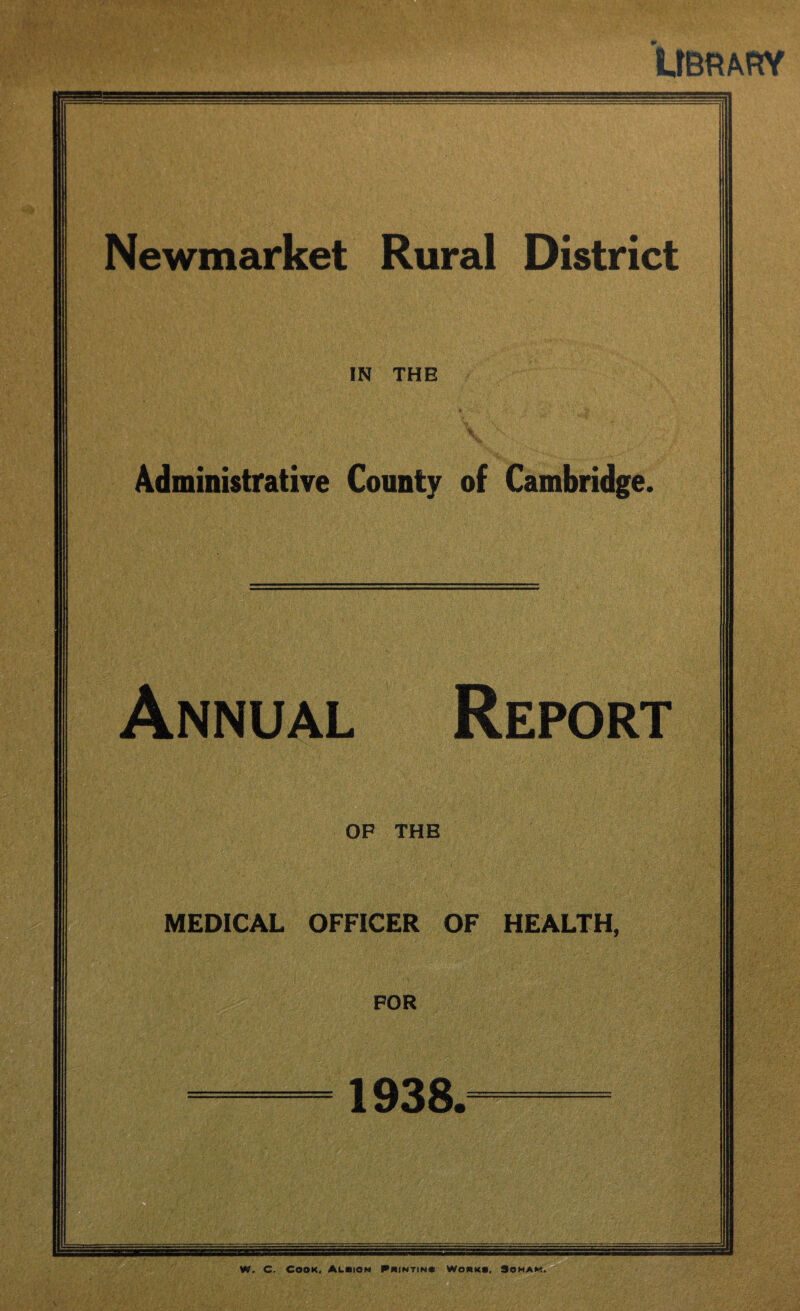 LIBRARY
Newmarket Rural District
IN THE
Administrative County of Cambridge.
ANNUAL REPORT
OF THE
MEDICAL OFFICER OF HEALTH,
FOR
1938.
W. C. COOK, ALBION PRINTING WORKS, SOHAM.